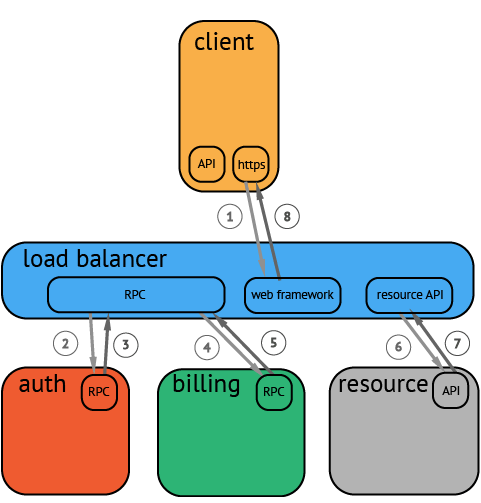 client
API
https
1
8
load balancer
RPC
web framework
resource API
2
3
4
5
6
7
auth
RPC
billing
RPC
resource
API